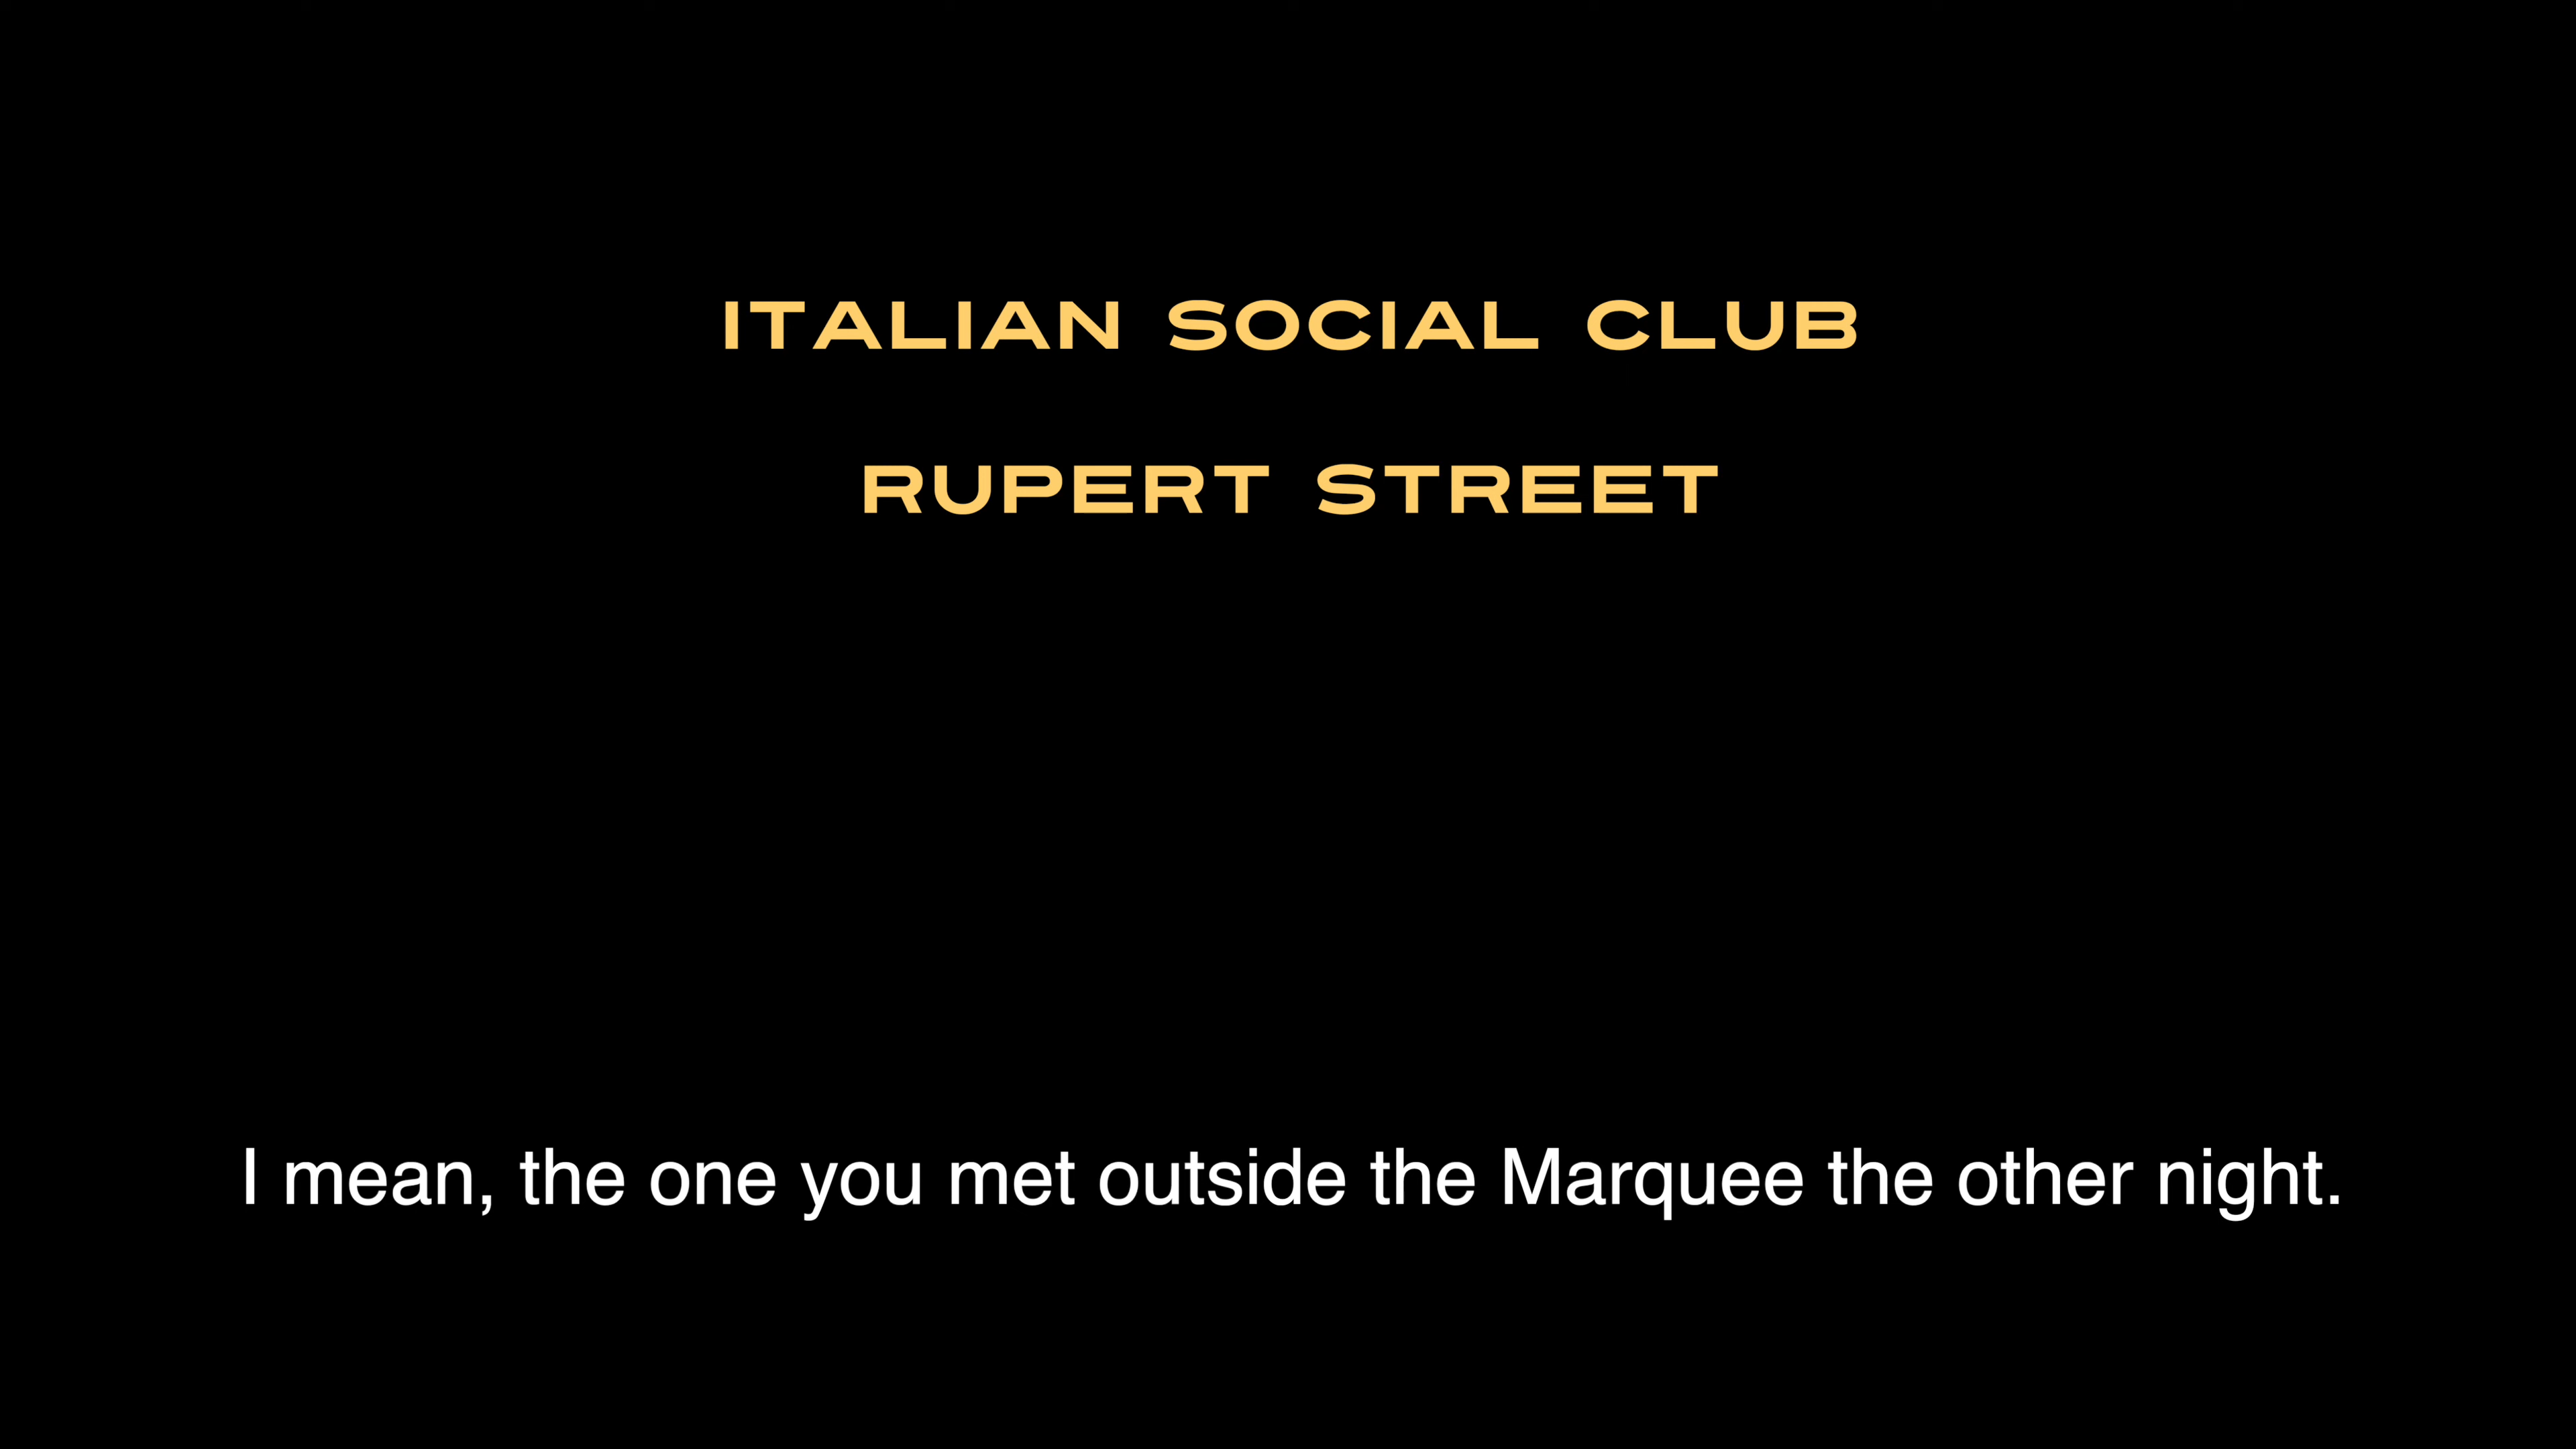 ITALIAN SOCIAL CLUB
RUPERT STREET
I mean, the one you met outside the Marquee the other night.